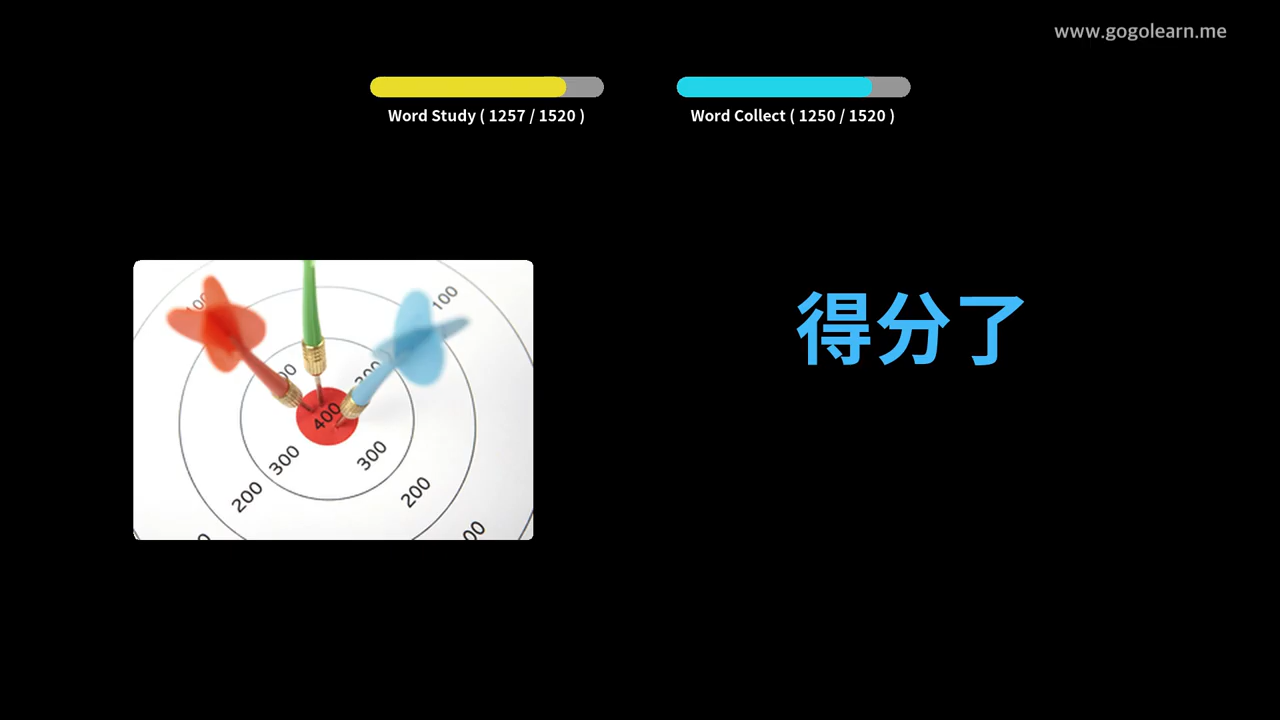 www.gogolearn.me
Word Study ( 1257 / 1520 )
Word Collect ( 1250 / 1520 )
得分了
100
100
200
400
300
300
200
200